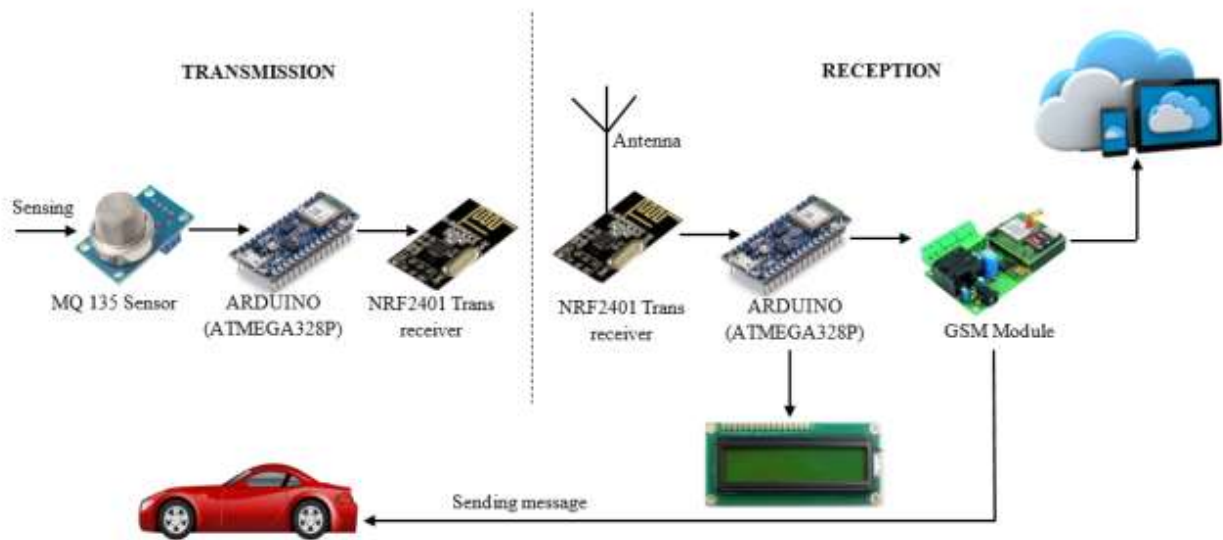 TRANSMISSION
RECEPTION
Antenna
Sensing
MQ 135 Sensor
ARDUINO
(ATMEGA328P)
NRF2401 Trans
receiver
NRF2401 Trans
receiver
ARDUINO
(ATMEGA328P)
GSM Module
Sending message